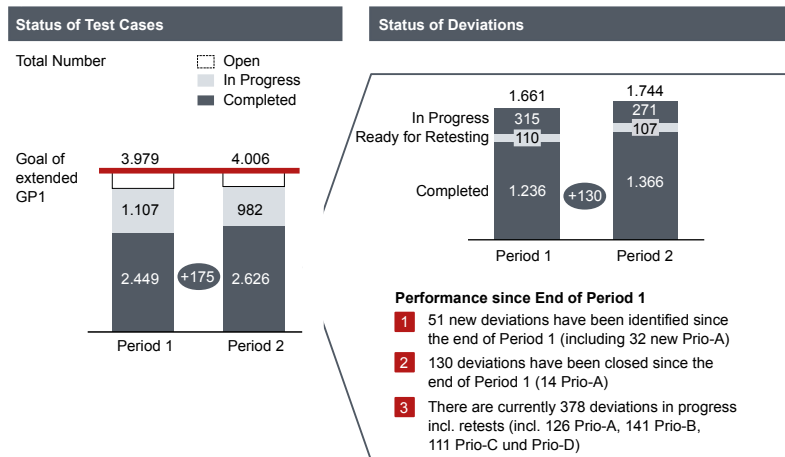 Status of Test Cases
Total Number
Open
In Progress
Completed
Goal of
extended
GP1
3.979
4.006
1.107
982
2.449
+175
2.626
Period 1
Period 2
Status of Deviations
1.661
1.744
In Progress
315
271
Ready for Retesting
110
107
Completed
1.236
+130
1.366
Period 1
Period 2
Performance since End of Period 1
1 51 new deviations have been identified since
the end of Period 1 (including 32 new Prio-A)
2 130 deviations have been closed since the
end of Period 1 (14 Prio-A)
3 There are currently 378 deviations in progress
incl. retests (incl. 126 Prio-A, 141 Prio-B,
111 Prio-C und Prio-D)